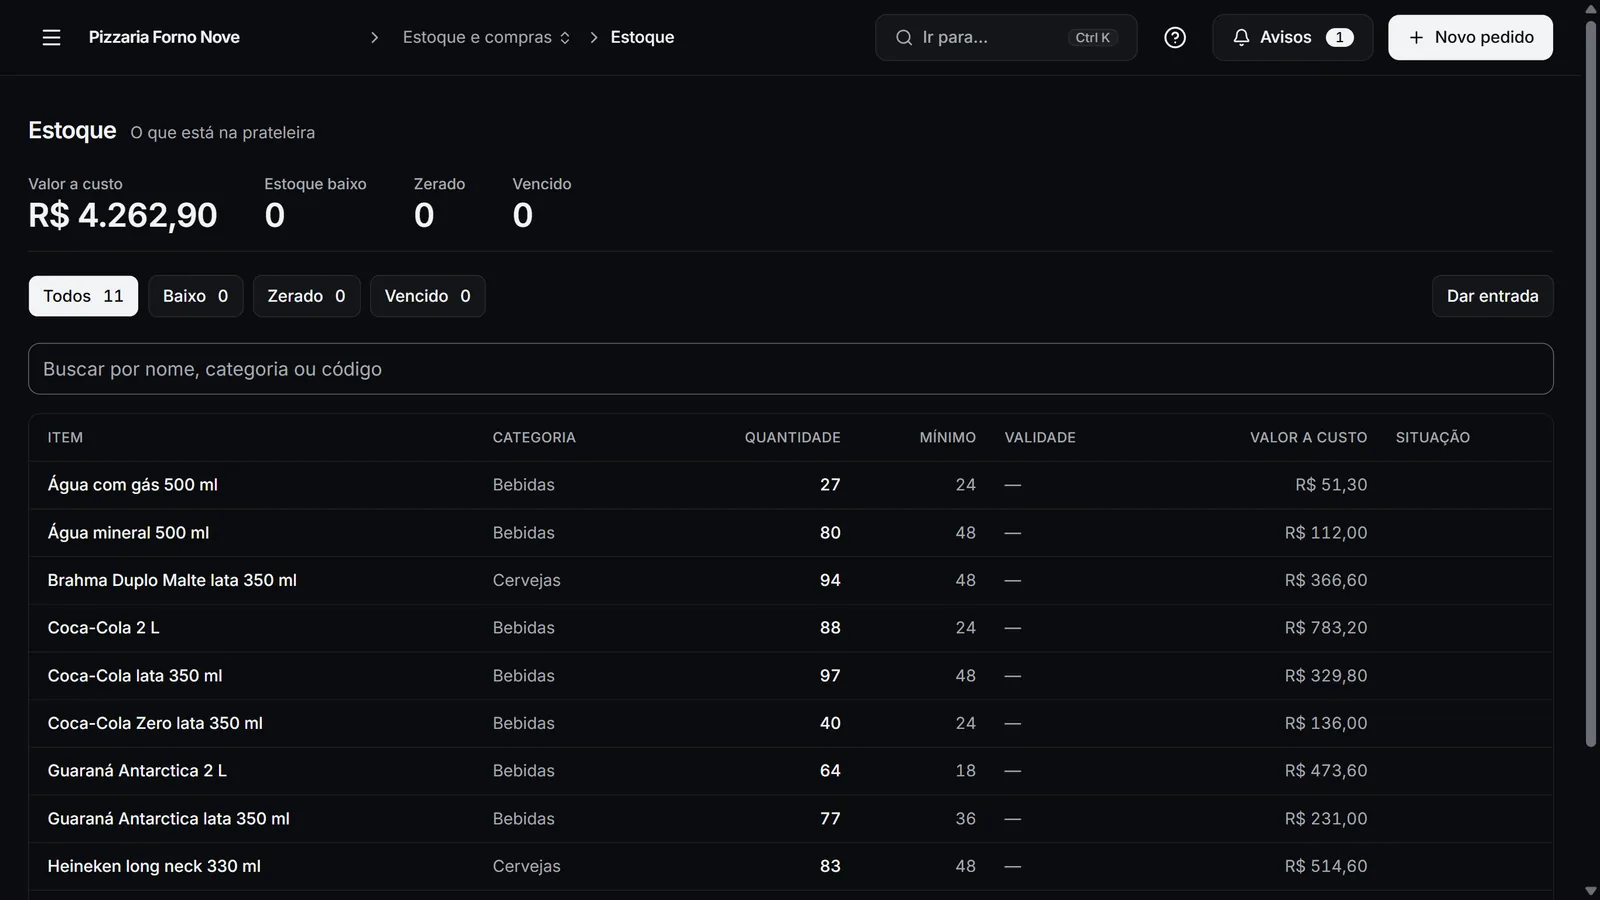 Pizzaria Forno Nove
Estoque e compras
Estoque
Ir para...
Ctrl K
Avisos 1
Novo pedido
Estoque O que está na prateleira
Valor a custo
R$ 4.262,90
Estoque baixo
0
Zerado
0
Vencido
0
Todos 11
Baixo 0
Zerado 0
Vencido 0
Dar entrada
Buscar por nome, categoria ou código
ITEM CATEGORIA QUANTIDADE MÍNIMO VALIDADE VALOR A CUSTO SITUAÇÃO
Água com gás 500 ml Bebidas 27 24 — R$ 51,30
Água mineral 500 ml Bebidas 80 48 — R$ 112,00
Brahma Duplo Malte lata 350 ml Cervejas 94 48 — R$ 366,60
Coca-Cola 2 L Bebidas 88 24 — R$ 783,20
Coca-Cola lata 350 ml Bebidas 97 48 — R$ 329,80
Coca-Cola Zero lata 350 ml Bebidas 40 24 — R$ 136,00
Guaraná Antarctica 2 L Bebidas 64 18 — R$ 473,60
Guaraná Antarctica lata 350 ml Bebidas 77 36 — R$ 231,00
Heineken long neck 330 ml Cervejas 83 48 — R$ 514,60